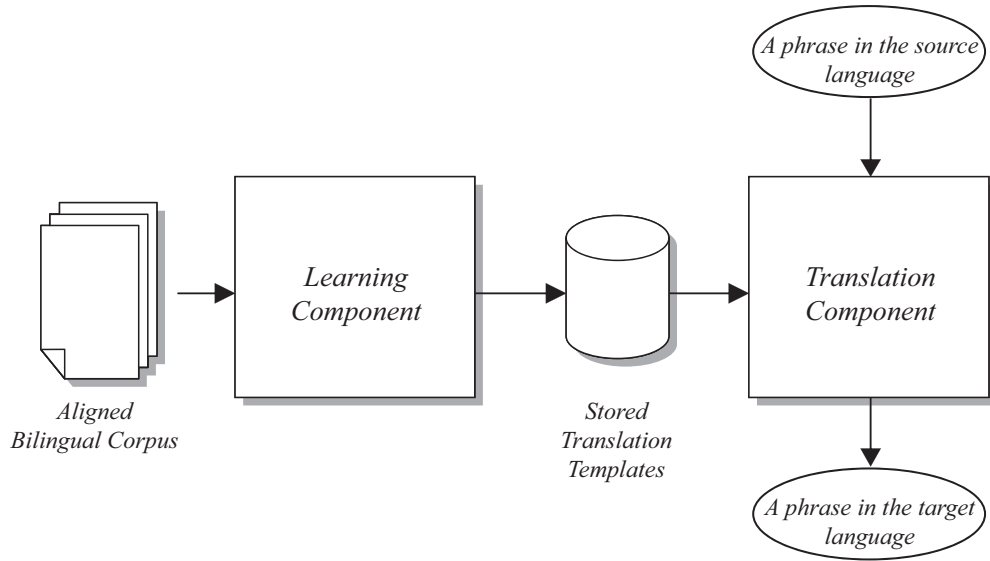 A phrase in the source
language
Learning
Component
Translation
Component
Aligned
Bilingual Corpus
Stored
Translation
Templates
A phrase in the target
language